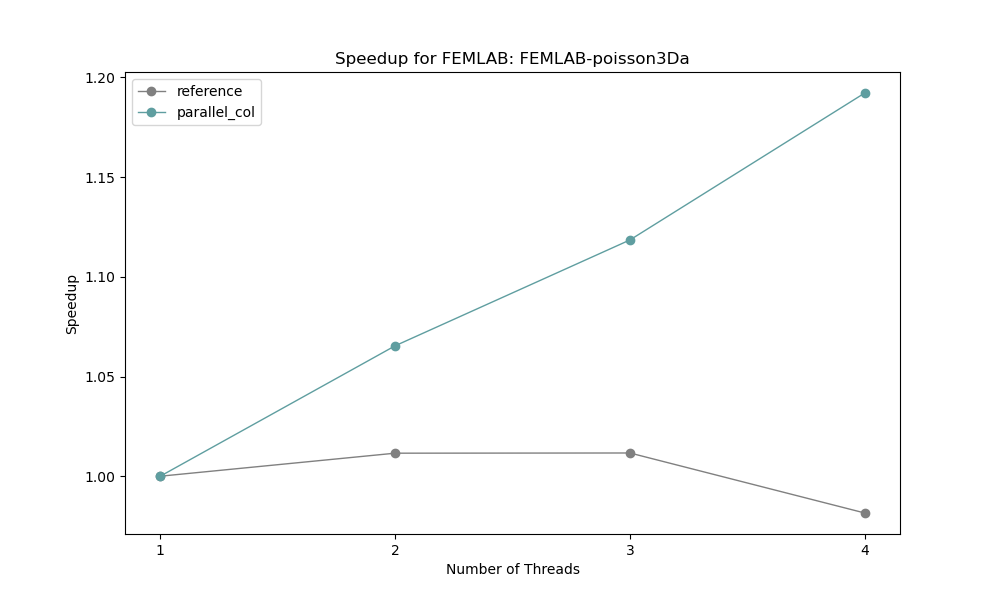 Speedup for FEMLAB: FEMLAB-poisson3Da
reference
parallel_col
1.20
1.15
1.10
1.05
1.00
Speedup
1
2
3
4
Number of Threads